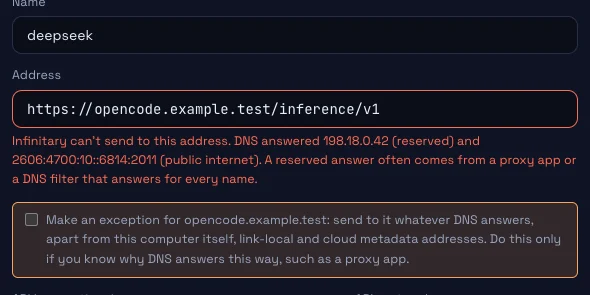 Name
deepseek
Address
https://opencode.example.test/inference/v1
Infinitary can't send to this address. DNS answered 198.18.0.42 (reserved) and
2606:4700:10::6814:2011 (public internet). A reserved answer often comes from a proxy app or
a DNS filter that answers for every name.
Make an exception for opencode.example.test: send to it whatever DNS answers,
apart from this computer itself, link-local and cloud metadata addresses. Do this only
if you know why DNS answers this way, such as a proxy app.